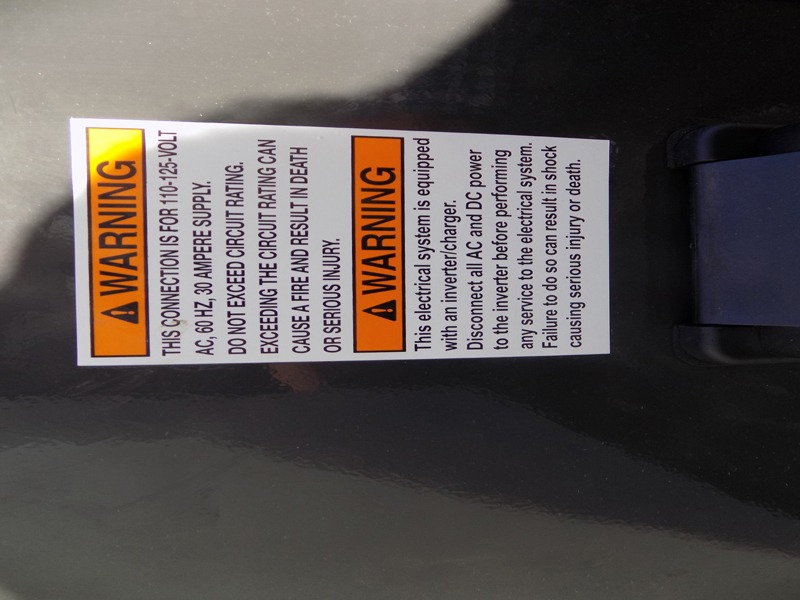 WARNING
THIS CONNECTION IS FOR 110-125-VOLT
AC, 60 HZ, 30 AMPERE SUPPLY.
DO NOT EXCEED CIRCUIT RATING.
EXCEEDING THE CIRCUIT RATING CAN
CAUSE A FIRE AND RESULT IN DEATH
OR SERIOUS INJURY.
WARNING
This electrical system is equipped
with an inverter/charger.
Disconnect all AC and DC power
to the inverter before performing
any service to the electrical system.
Failure to do so can result in shock
causing serious injury or death.